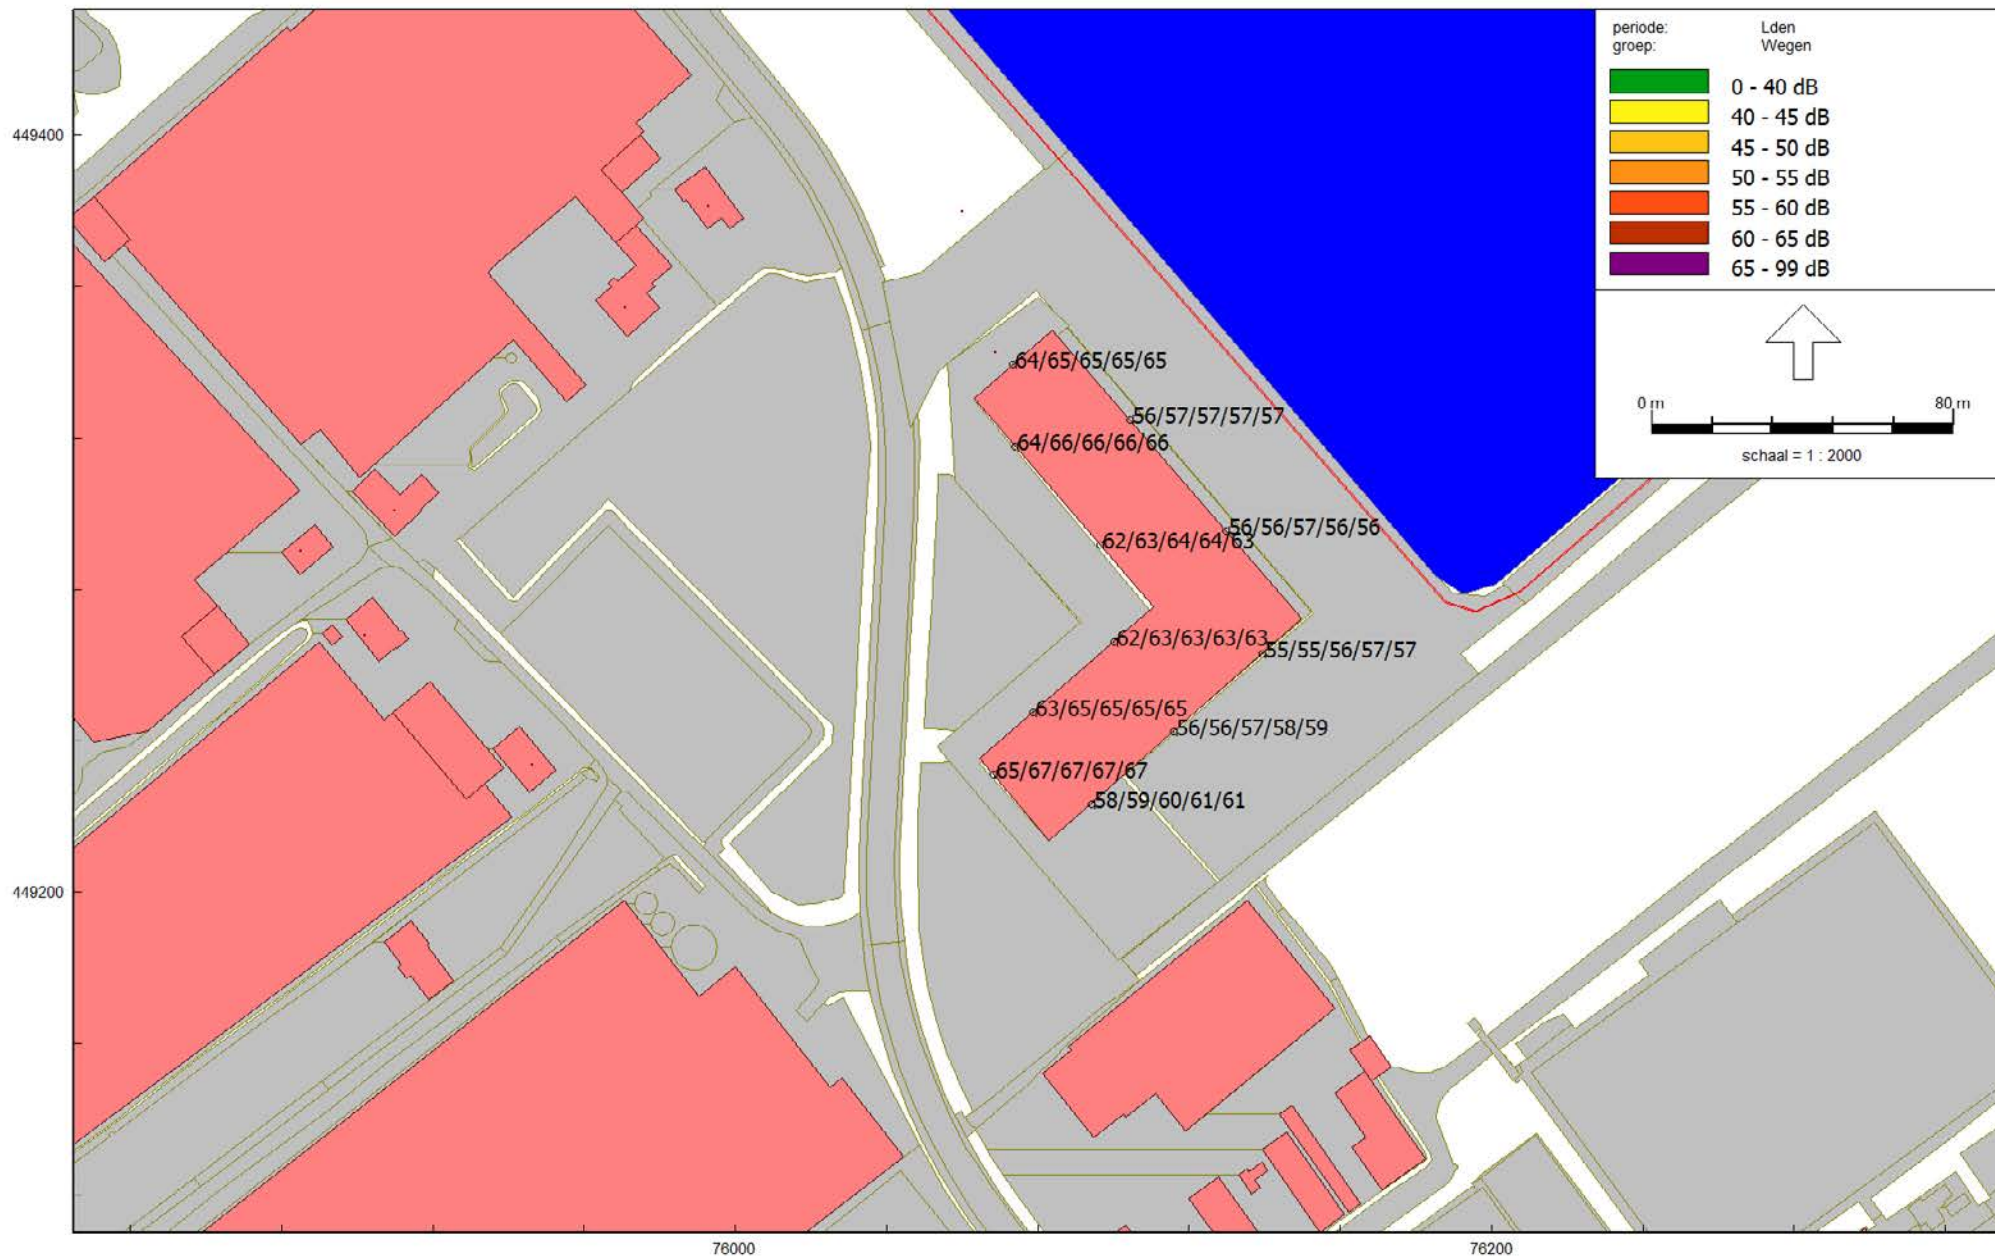 periode: Lden
groep: Wegen
0 - 40 dB
40 - 45 dB
45 - 50 dB
50 - 55 dB
55 - 60 dB
60 - 65 dB
65 - 99 dB
0 m 80 m
schaal = 1 : 2000
449400
64/65/65/65/65
56/57/57/57/57
64/66/66/66/66
56/56/57/56/56
62/63/64/64/63
62/63/63/63/63
55/55/56/57/57
63/65/65/65/65
56/56/57/58/59
65/67/67/67/67
58/59/60/61/61
449200
76000 76200